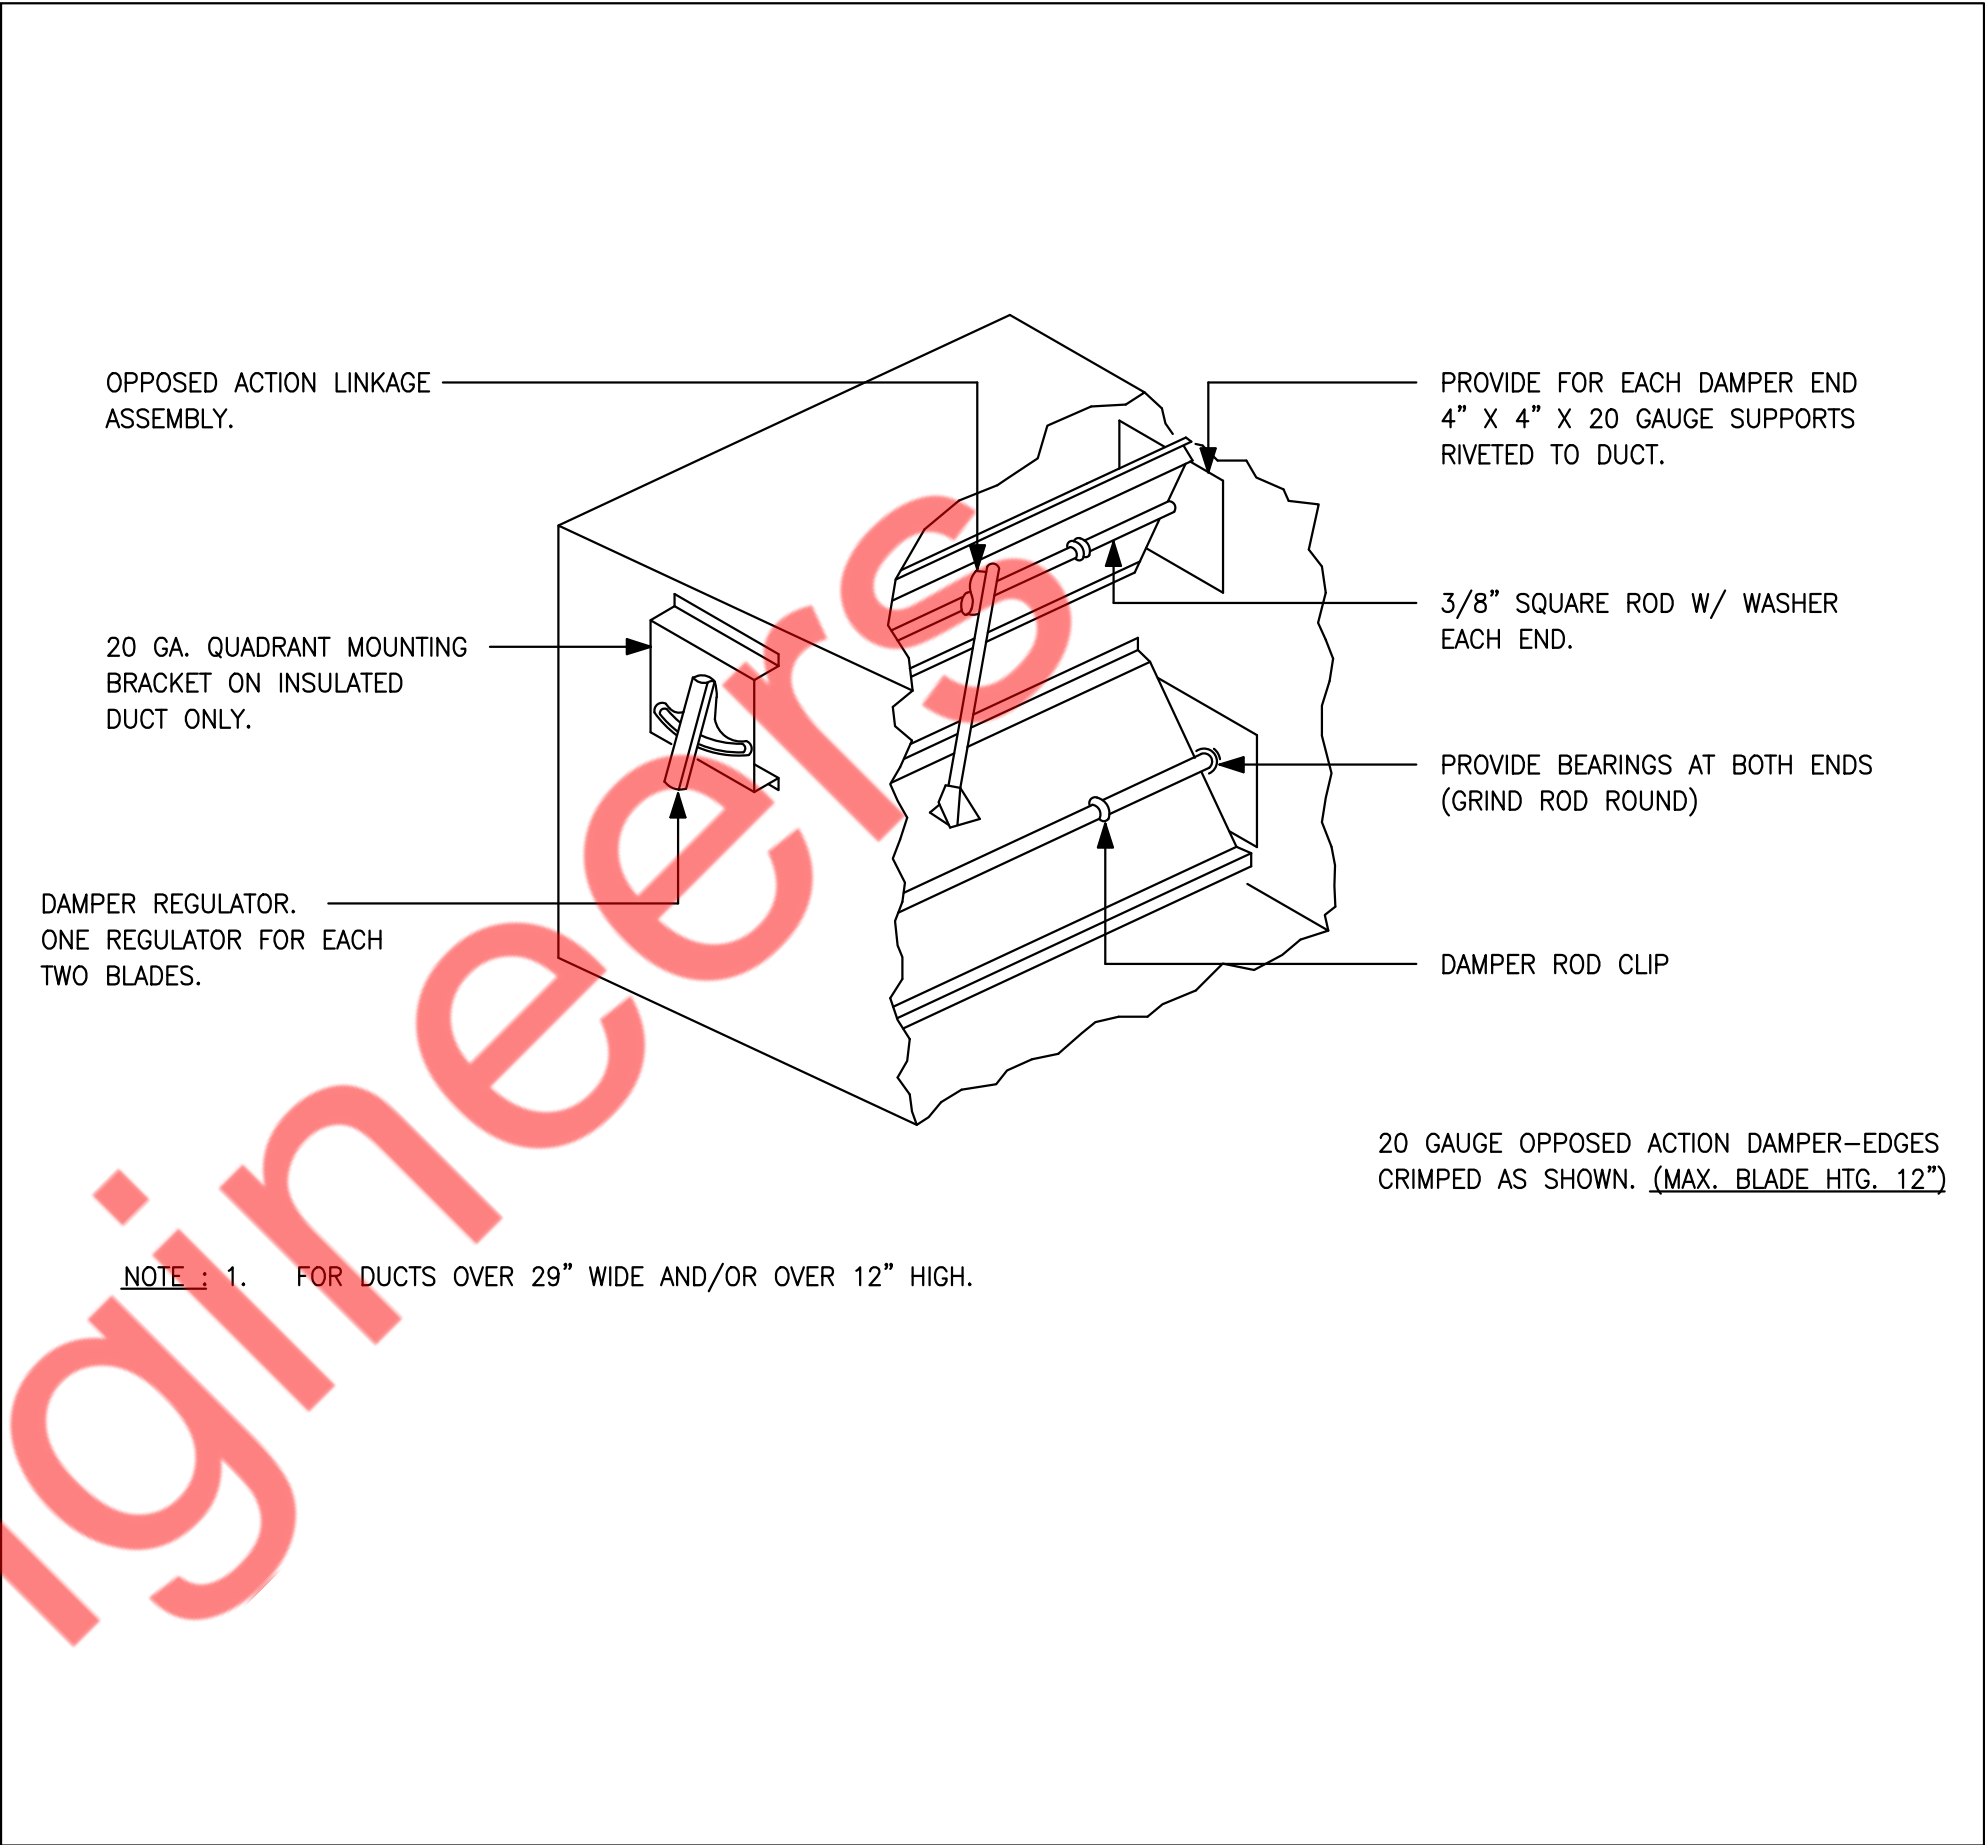 OPPOSED ACTION LINKAGE
ASSEMBLY.
PROVIDE FOR EACH DAMPER END
4" X 4" X 20 GAUGE SUPPORTS
RIVETED TO DUCT.
20 GA. QUADRANT MOUNTING
BRACKET ON INSULATED
DUCT ONLY.
3/8" SQUARE ROD W/ WASHER
EACH END.
PROVIDE BEARINGS AT BOTH ENDS
(GRIND ROD ROUND)
DAMPER REGULATOR.
ONE REGULATOR FOR EACH
TWO BLADES.
DAMPER ROD CLIP
20 GAUGE OPPOSED ACTION DAMPER-EDGES
CRIMPED AS SHOWN. (MAX. BLADE HTG. 12")
NOTE : 1. FOR DUCTS OVER 29" WIDE AND/OR OVER 12" HIGH.
gineers